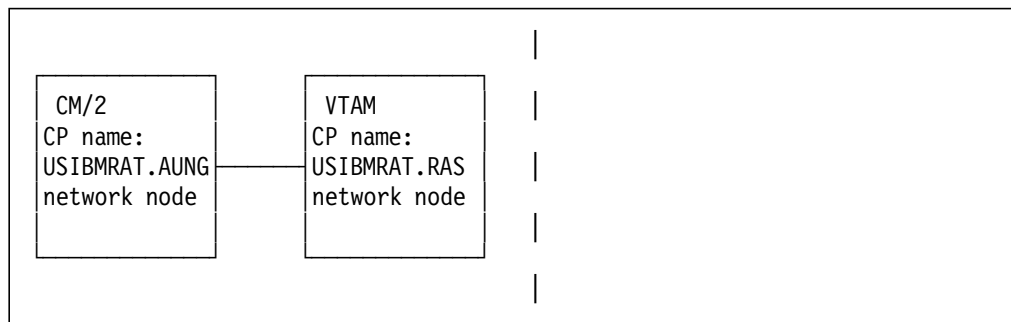 CM/2 VTAM
CP name: CP name:
USIBMRAT.AUNG USIBMRAT.RAS
network node network node